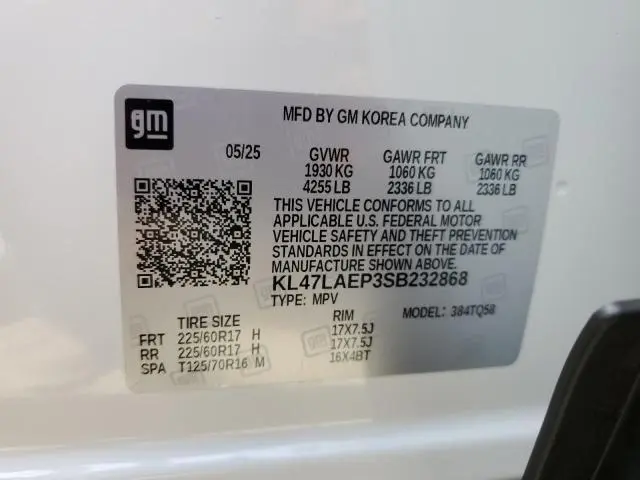 gm
MFD BY GM KOREA COMPANY
05/25 GVWR GAWR FRT GAWR RR
1930 KG 1060 KG 1060 KG
4255 LB 2336 LB 2336 LB
THIS VEHICLE CONFORMS TO ALL
APPLICABLE U.S. FEDERAL MOTOR
VEHICLE SAFETY AND THEFT PREVENTION
STANDARDS IN EFFECT ON THE DATE OF
MANUFACTURE SHOWN ABOVE.
KL47LAEP3SB232868
TYPE: MPV MODEL: 384TQ58
TIRE SIZE RIM
FRT 225/60R17 H 17X7.5J
RR 225/60R17 H 17X7.5J
SPA T125/70R16 M 16X4BT